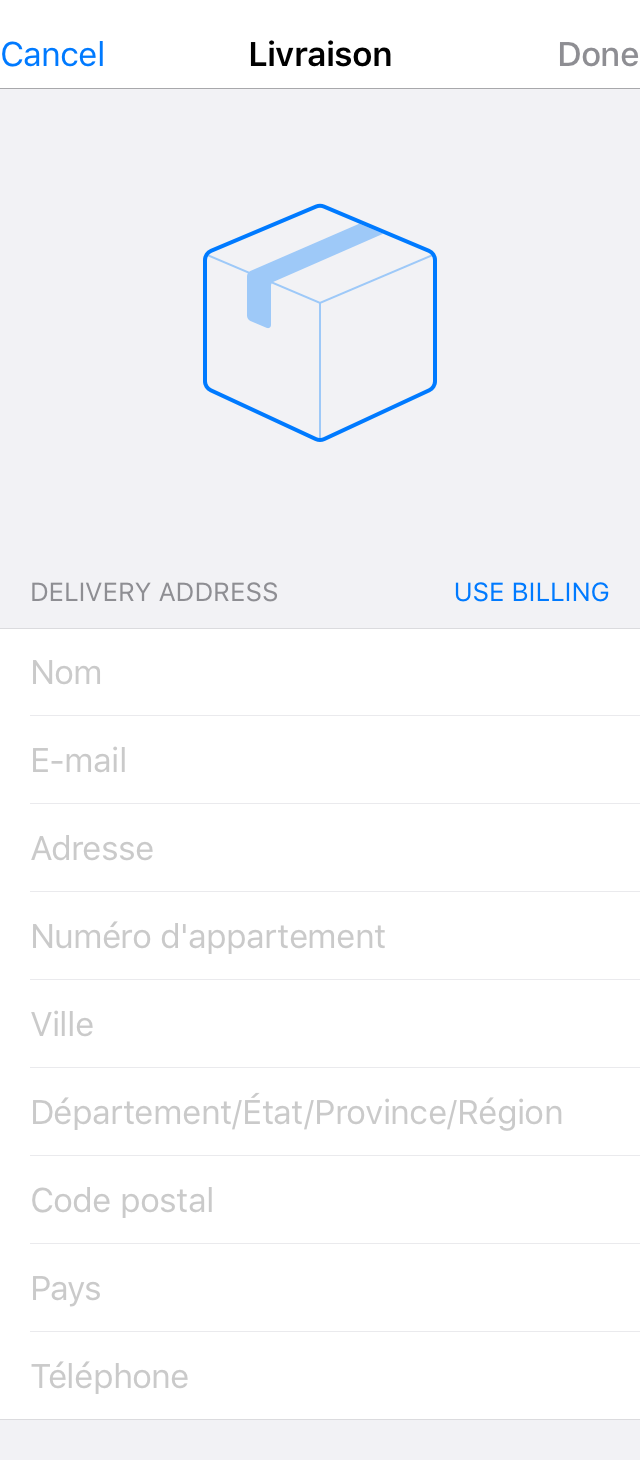 Cancel Livraison Done
DELIVERY ADDRESS USE BILLING
Nom
E-mail
Adresse
Numéro d'appartement
Ville
Département/État/Province/Région
Code postal
Pays
Téléphone